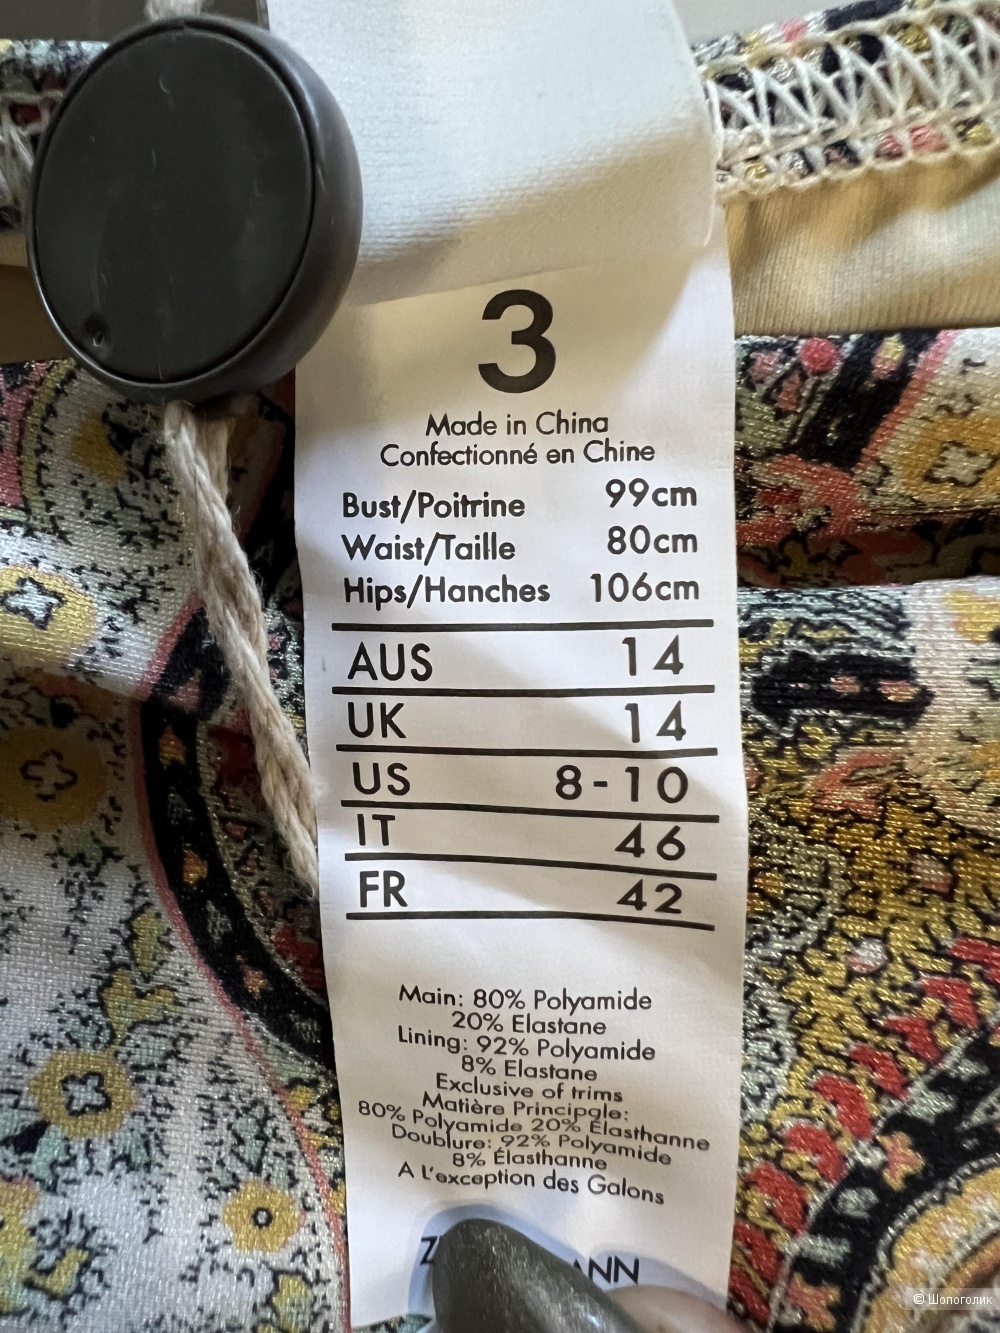 3
Made in China
Confectionné en Chine
Bust/Poitrine 99cm
Waist/Taille 80cm
Hips/Hanches 106cm
AUS 14
UK 14
US 8-10
IT 46
FR 42
Main: 80% Polyamide
20% Elastane
Lining: 92% Polyamide
8% Elastane
Exclusive of trims
Matière Principale:
80% Polyamide 20% Élasthanne
Doublure: 92% Polyamide
8% Élasthanne
A L'exception des Galons
© Шопоголик